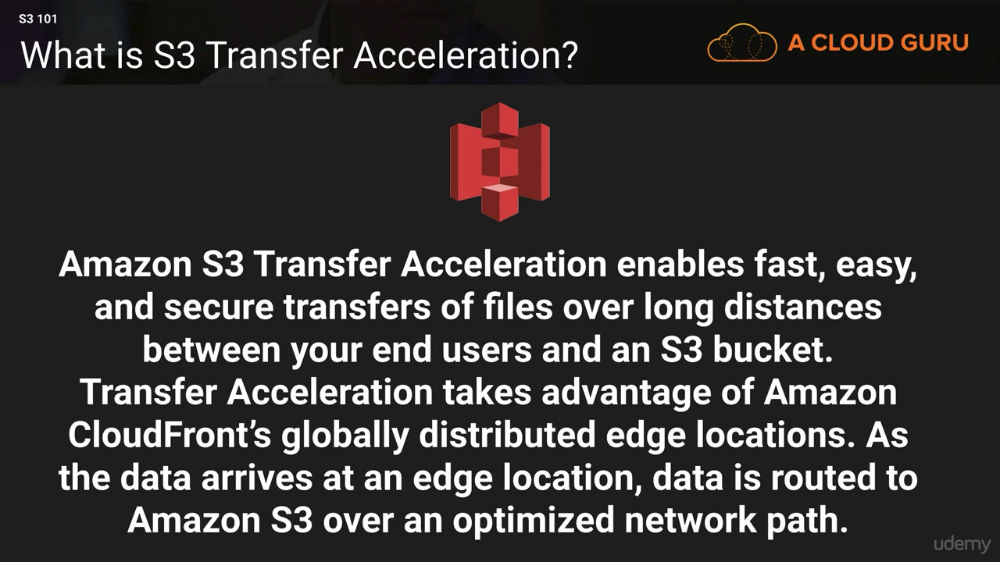 S3 101
What is S3 Transfer Acceleration?
A CLOUD GURU
Amazon S3 Transfer Acceleration enables fast, easy,
and secure transfers of files over long distances
between your end users and an S3 bucket.
Transfer Acceleration takes advantage of Amazon
CloudFront’s globally distributed edge locations. As
the data arrives at an edge location, data is routed to
Amazon S3 over an optimized network path.
udemy